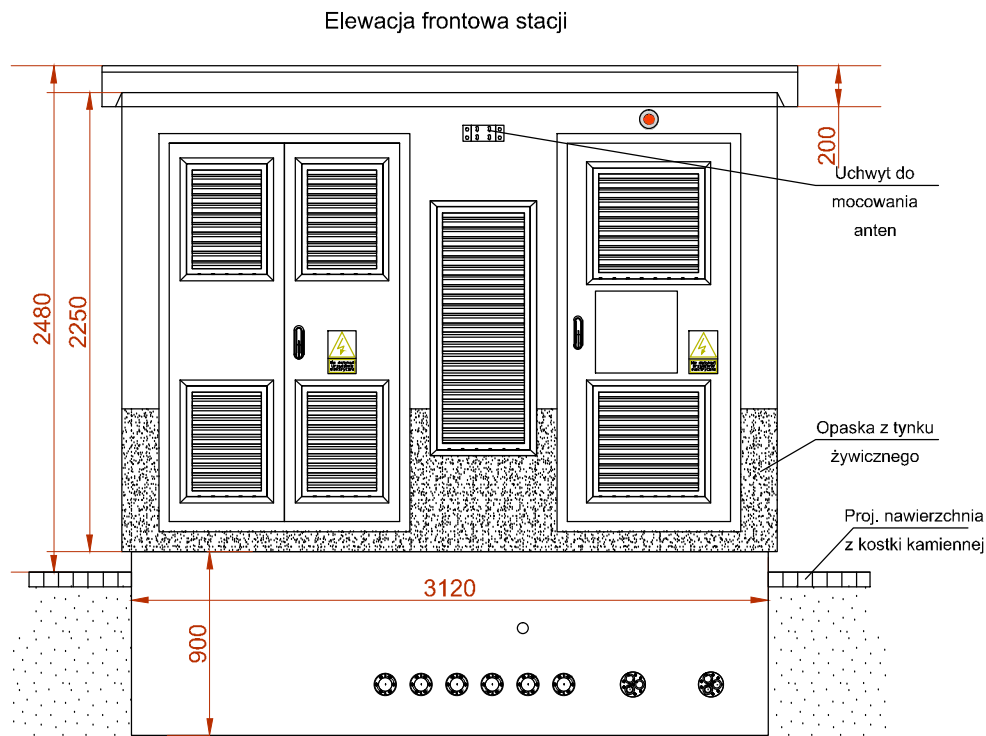 Elewacja frontowa stacji
200
Uchwyt do
mocowania
anten
2480
2250
Opaska z tynku
żywicznego
Proj. nawierzchnia
z kostki kamiennej
3120
900